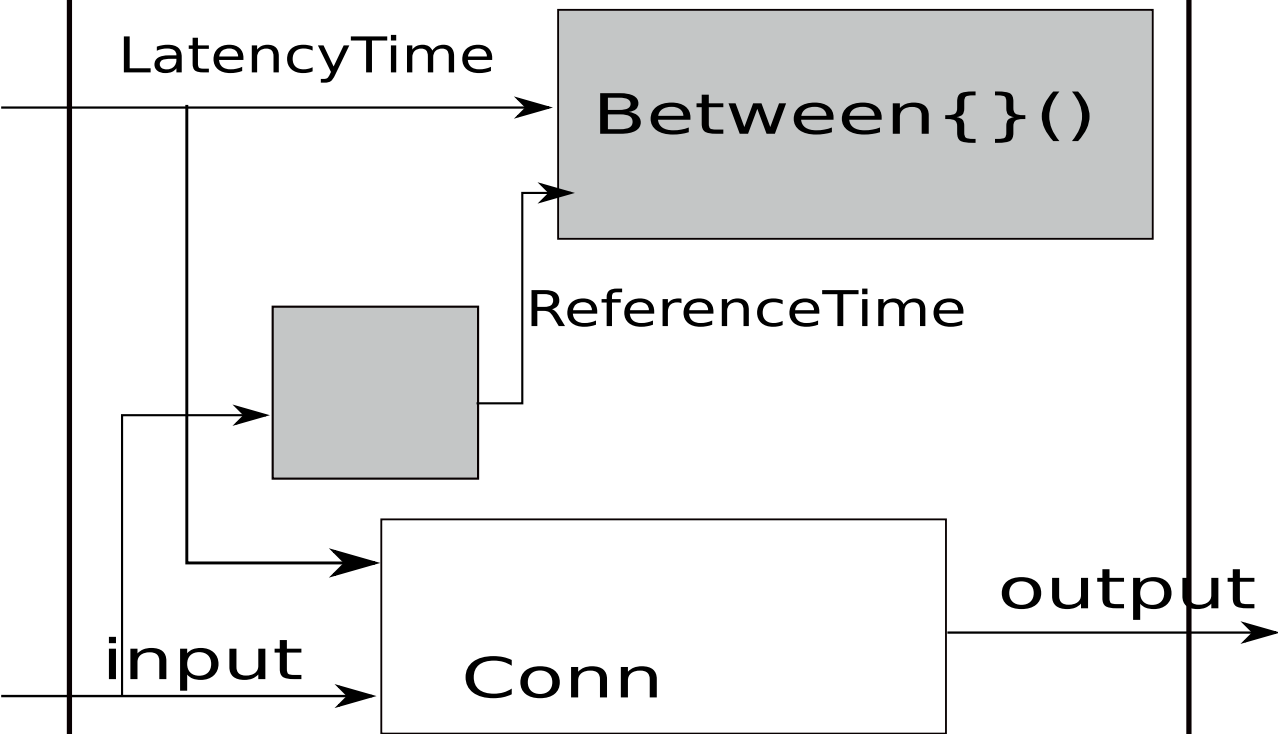 LatencyTime
Between{}()
ReferenceTime
output
input
Conn